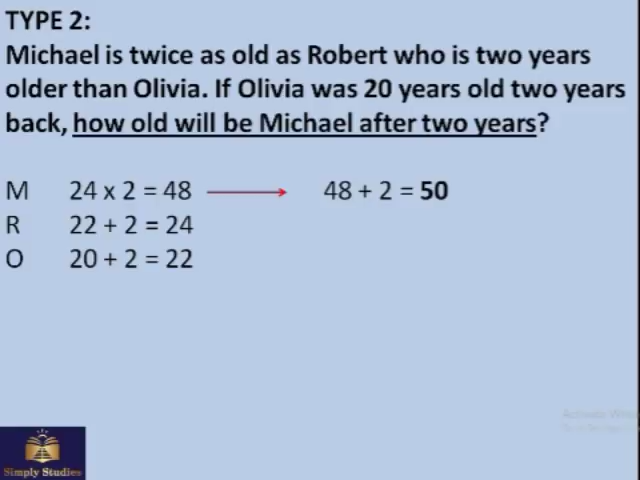 TYPE 2:
Michael is twice as old as Robert who is two years
older than Olivia. If Olivia was 20 years old two years
back, how old will be Michael after two years?
M 24 x 2 = 48 48 + 2 = 50
R 22 + 2 = 24
O 20 + 2 = 22
Activate Wind
Simply Studies